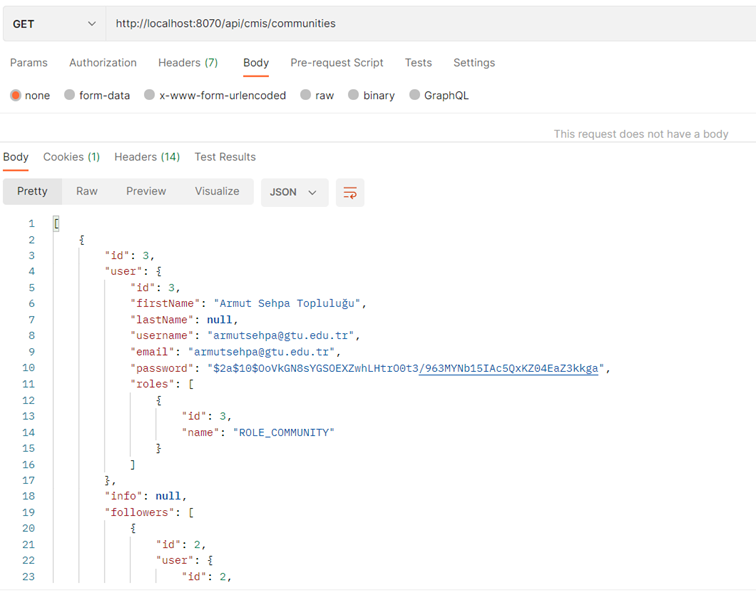 GET http://localhost:8070/api/cmis/communities
Params Authorization Headers (7) Body Pre-request Script Tests Settings
none form-data x-www-form-urlencoded raw binary GraphQL
This request does not have a body
Body Cookies (1) Headers (14) Test Results
Pretty Raw Preview Visualize JSON
1 [
2 {
3 "id": 3,
4 "user": {
5 "id": 3,
6 "firstName": "Armut Sehpa Topluluğu",
7 "lastName": null,
8 "username": "armutsehpa@gtu.edu.tr",
9 "email": "armutsehpa@gtu.edu.tr",
10 "password": "$2a$10$OoVkGN8sYGSOEXZwhLHtrO0t3/963MYNb15IAc5QxKZ04EaZ3kkga",
11 "roles": [
12 {
13 "id": 3,
14 "name": "ROLE_COMMUNITY"
15 }
16 ]
17 },
18 "info": null,
19 "followers": [
20 {
21 "id": 2,
22 "user": {
23 "id": 2,